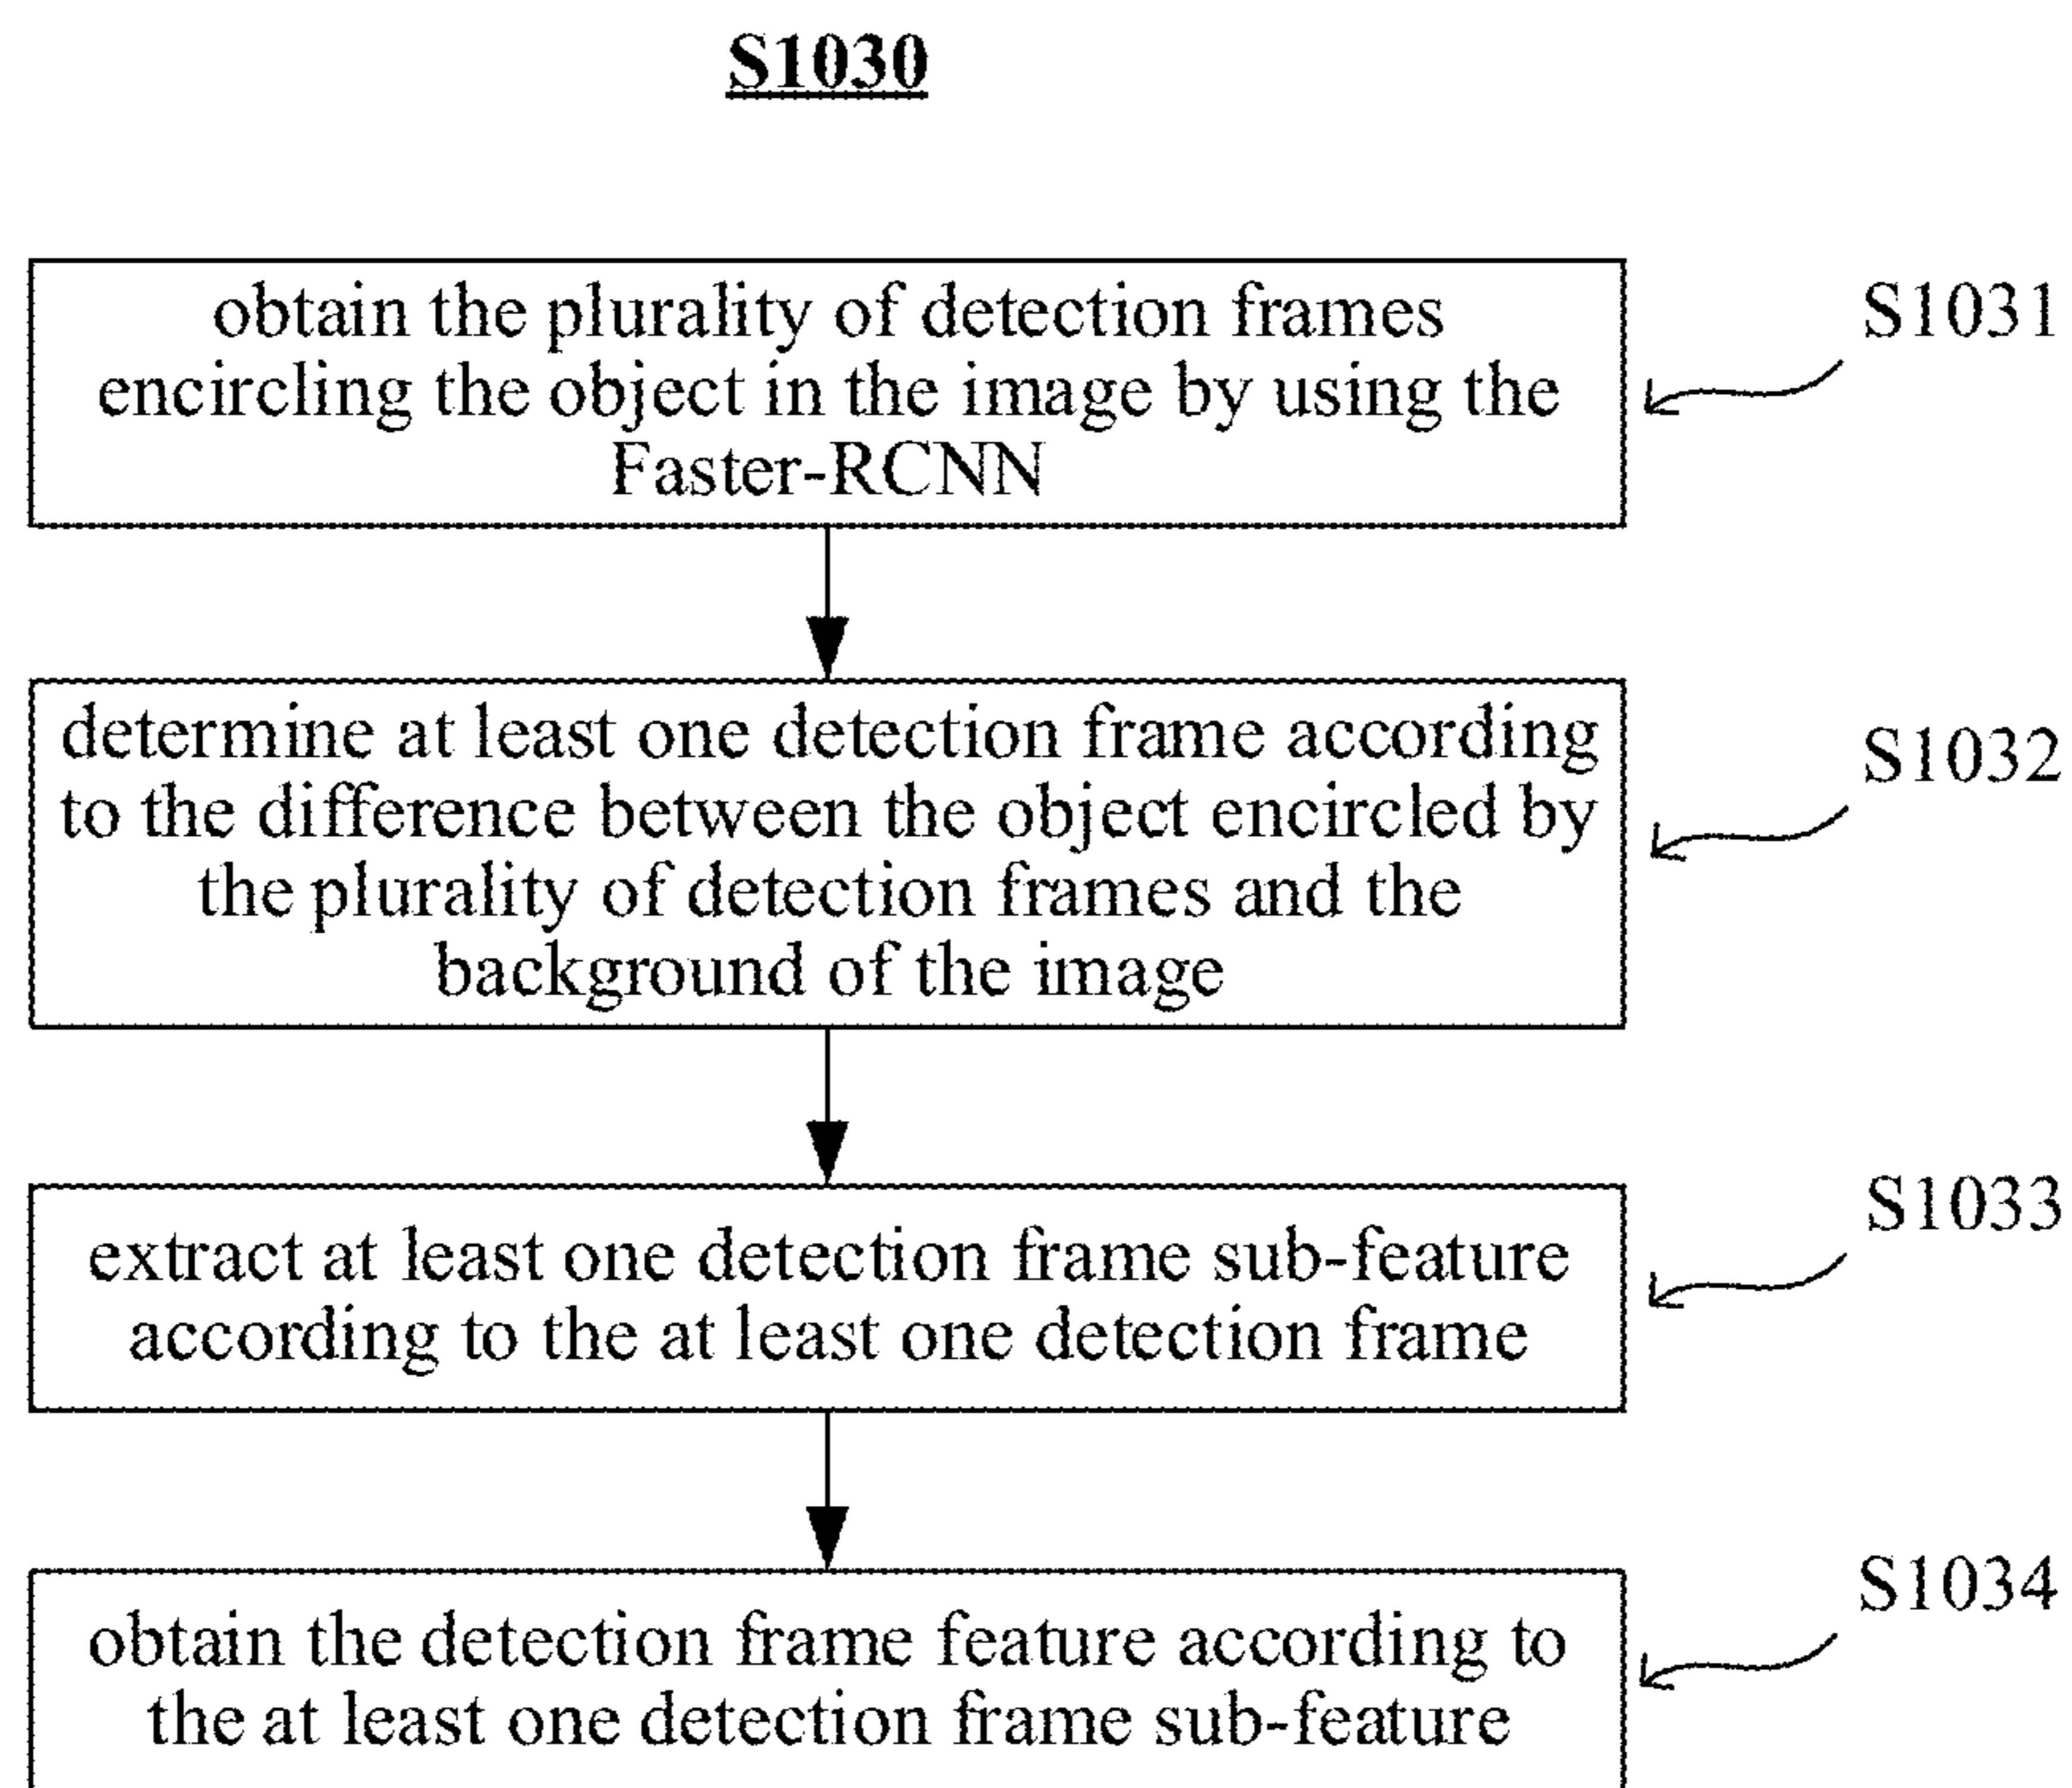 S1030
obtain the plurality of detection frames
encircling the object in the image by using the
Faster-RCNN
S1031
determine at least one detection frame according
to the difference between the object encircled by
the plurality of detection frames and the
background of the image
S1032
extract at least one detection frame sub-feature
according to the at least one detection frame
S1033
obtain the detection frame feature according to
the at least one detection frame sub-feature
S1034